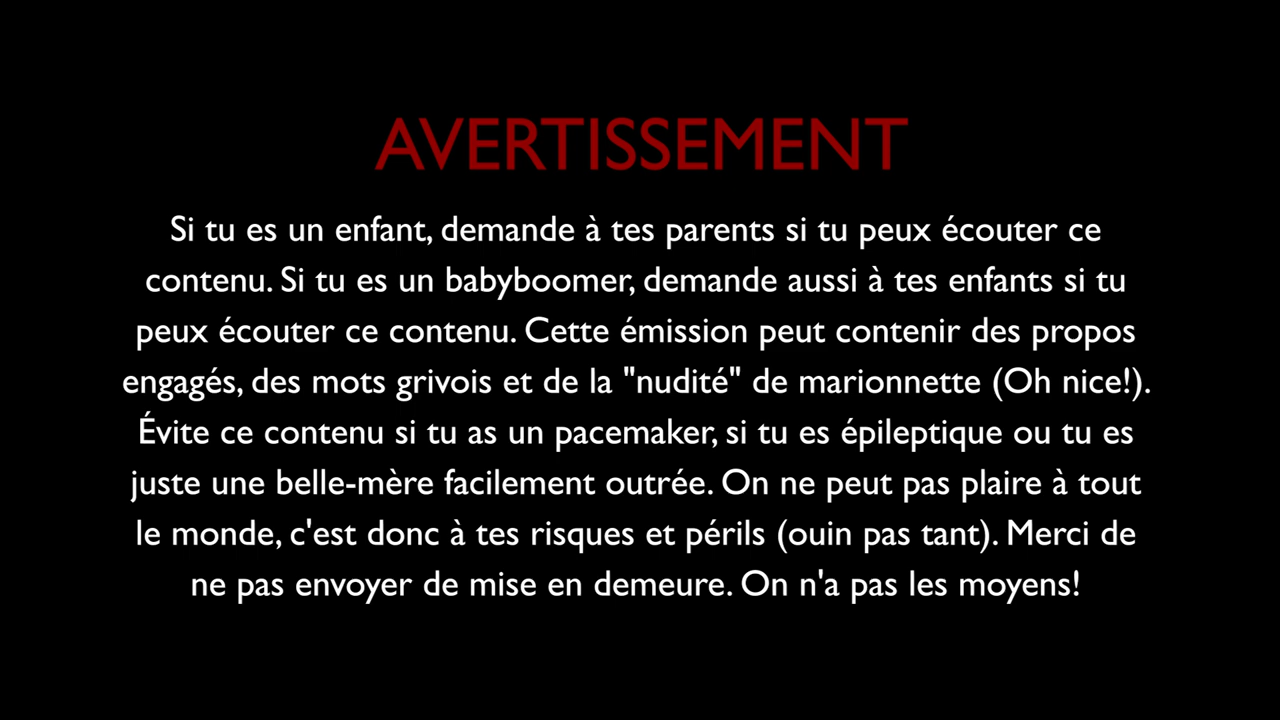 AVERTISSEMENT
Si tu es un enfant, demande à tes parents si tu peux écouter ce
contenu. Si tu es un babyboomer, demande aussi à tes enfants si tu
peux écouter ce contenu. Cette émission peut contenir des propos
engagés, des mots grivois et de la "nudité" de marionnette (Oh nice!).
Évite ce contenu si tu as un pacemaker, si tu es épileptique ou tu es
juste une belle-mère facilement outrée. On ne peut pas plaire à tout
le monde, c'est donc à tes risques et périls (ouin pas tant). Merci de
ne pas envoyer de mise en demeure. On n'a pas les moyens!